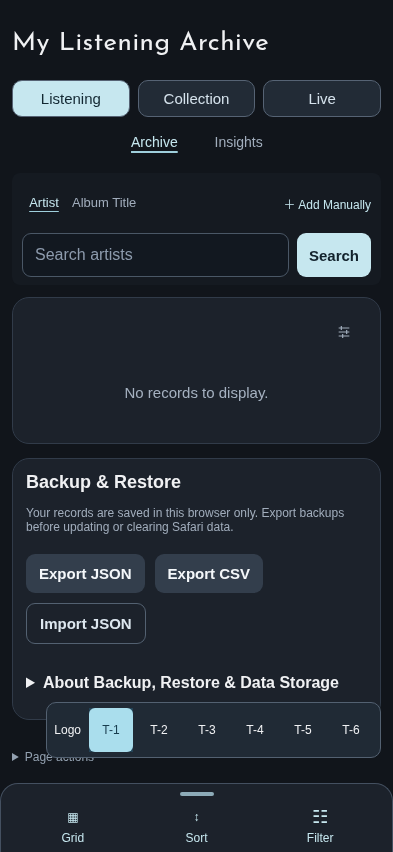 My Listening Archive
Listening Collection Live
Archive Insights
Artist Album Title + Add Manually
Search artists Search
No records to display.
Backup & Restore
Your records are saved in this browser only. Export backups
before updating or clearing Safari data.
Export JSON Export CSV
Import JSON
About Backup, Restore & Data Storage
Logo T-1 T-2 T-3 T-4 T-5 T-6
Page actions
Grid Sort Filter